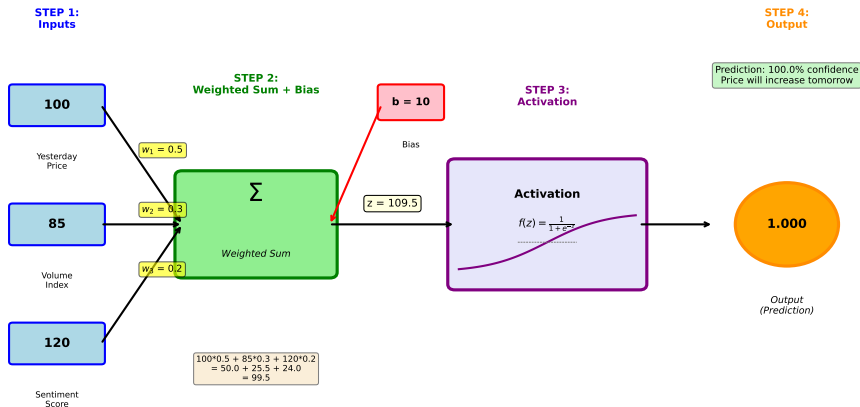 STEP 1:
Inputs
100
Yesterday
Price
85
Volume
Index
120
Sentiment
Score
w₁ = 0.5
w₂ = 0.3
w₃ = 0.2
STEP 2:
Weighted Sum + Bias
Σ
Weighted Sum
100*0.5 + 85*0.3 + 120*0.2
= 50.0 + 25.5 + 24.0
= 99.5
b = 10
Bias
z = 109.5
STEP 3:
Activation
Activation
f(z) = 1/(1+e⁻ᶻ)
STEP 4:
Output
Prediction: 100.0% confidence
Price will increase tomorrow
1.000
Output
(Prediction)